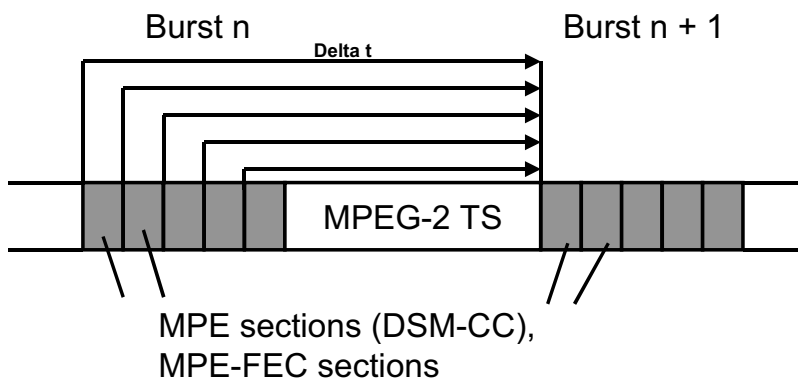 Burst n
Burst n + 1
Delta t
MPEG-2 TS
MPE sections (DSM-CC),
MPE-FEC sections